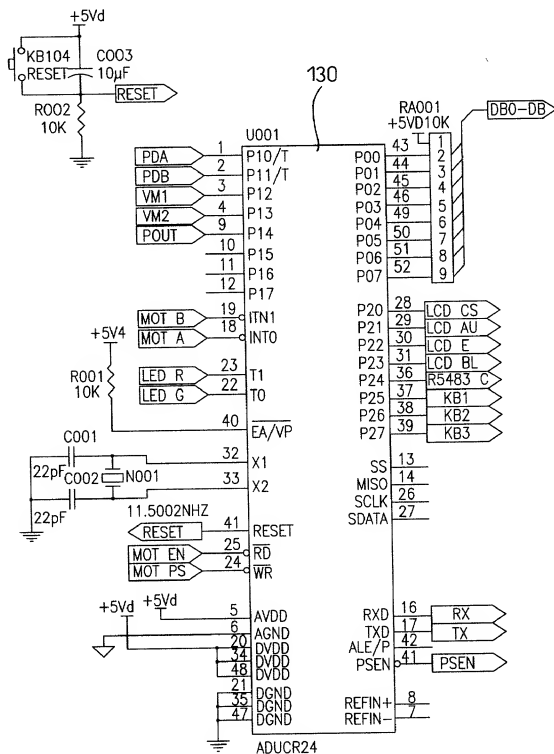 +5Vd
KB104
RESET
C003
10µF
RESET
R002
10K
130
RA001
+5VD10K
DB0-DB
U001
PDA 1 P10/T
PDB 2 P11/T
VM1 3 P12
VM2 4 P13
POUT 9 P14
10 P15
11 P16
12 P17
MOT B 19 ITN1
MOT A 18 INT0
+5V4
R001
10K
LED R 23 T1
LED G 22 T0
40 EA/VP
C001
22pF
32 X1
C002
N001
22pF
33 X2
11.5002NHZ
RESET 41 RESET
MOT EN 25 RD
MOT PS 24 WR
+5Vd
+5Vd
5 AVDD
6 AGND
20 DVDD
34 DVDD
48 DVDD
21 DGND
35 DGND
47 DGND
P00 43 1
P01 44 2
P02 45 3
P03 46 4
P04 49 5
P05 50 6
P06 51 7
P07 52 8
9
P20 28 LCD CS
P21 29 LCD AU
P22 30 LCD E
P23 31 LCD BL
P24 36 R5483 C
P25 37 KB1
P26 38 KB2
P27 39 KB3
SS 13
MISO 14
SCLK 26
SDATA 27
RXD 16 RX
TXD 17 TX
ALE/P 42
PSEN 41 PSEN
REFIN+ 8
REFIN- 7
ADUCR24